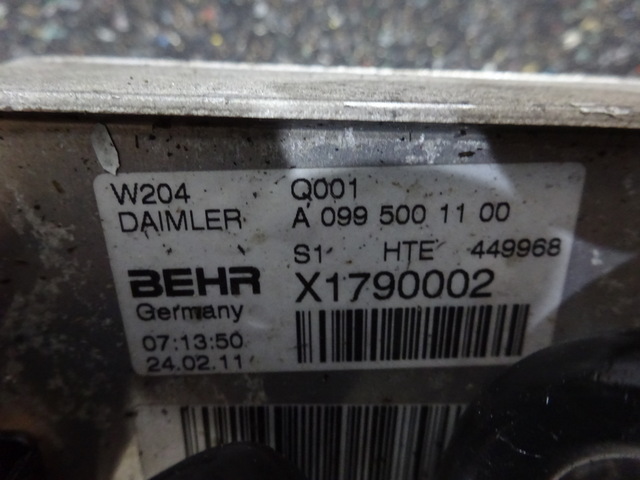 W204 Q001
DAIMLER A 099 500 11 00
S1 HTE 449968
BEHR X1790002
Germany
07:13:50
24.02.11